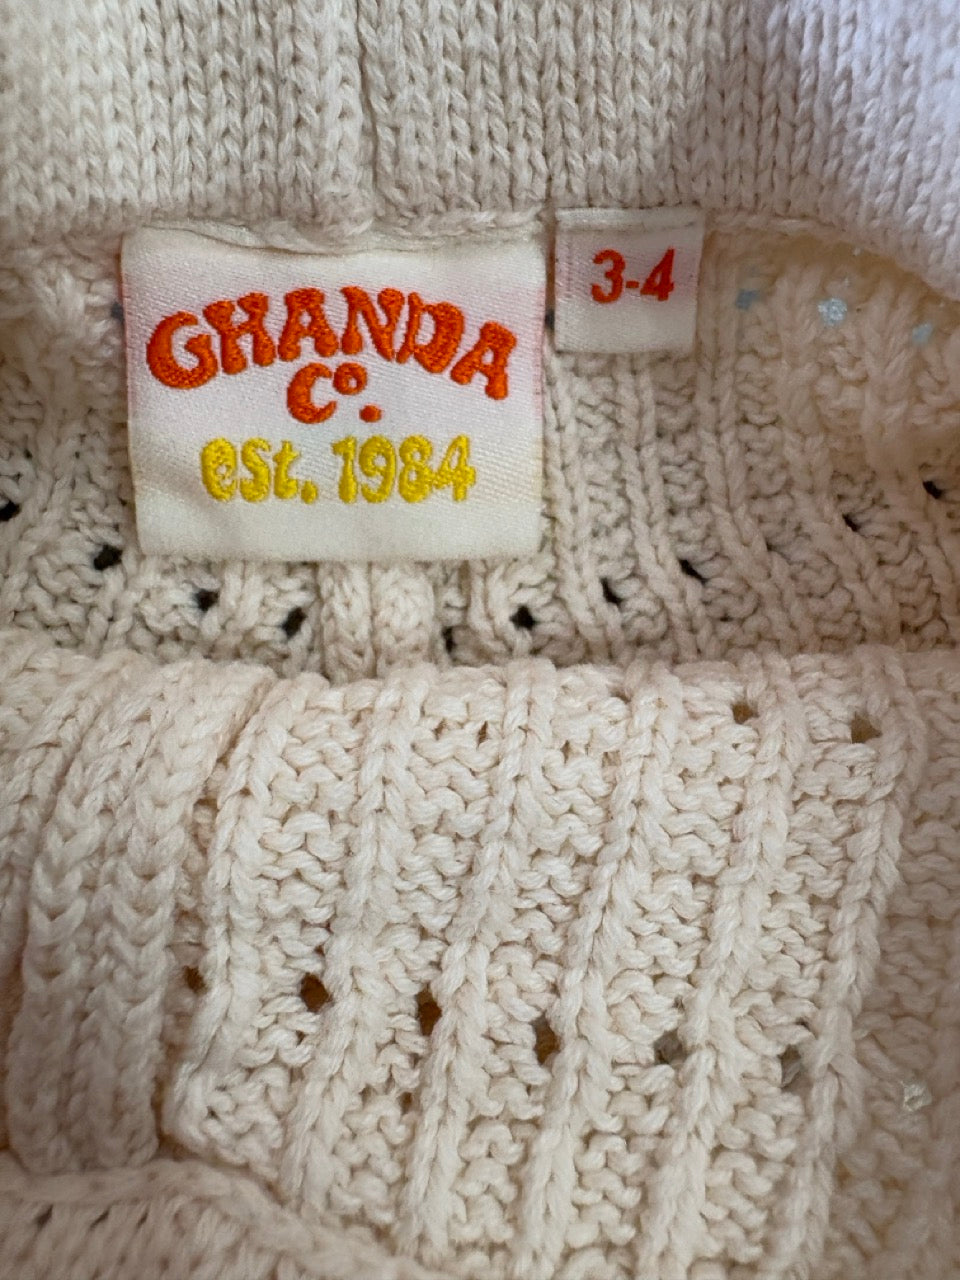 GHANDA
Co.
est. 1984
3-4